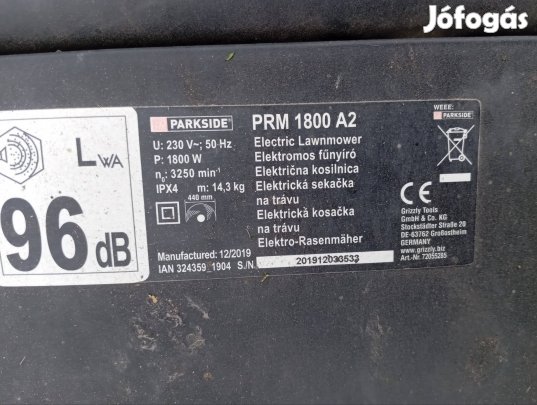 Jófogás
LWA
96 dB
PARKSIDE®
U: 230 V~; 50 Hz
P: 1800 W
n₀: 3250 min⁻¹
IPX4 m: 14,3 kg
440 mm
Manufactured: 12/2019
IAN 324359_1904 S./N.
201912033533
PRM 1800 A2
Electric Lawnmower
Elektromos fűnyíró
Električna kosilnica
Elektrická sekačka
na trávu
Elektrická kosačka
na trávu
Elektro-Rasenmäher
WEEE:
PARKSIDE
CE
Grizzly Tools
GmbH & Co. KG
Stockstädter Straße 20
DE-63762 Großostheim
GERMANY
www.grizzly.biz
Art.-Nr. 72055285